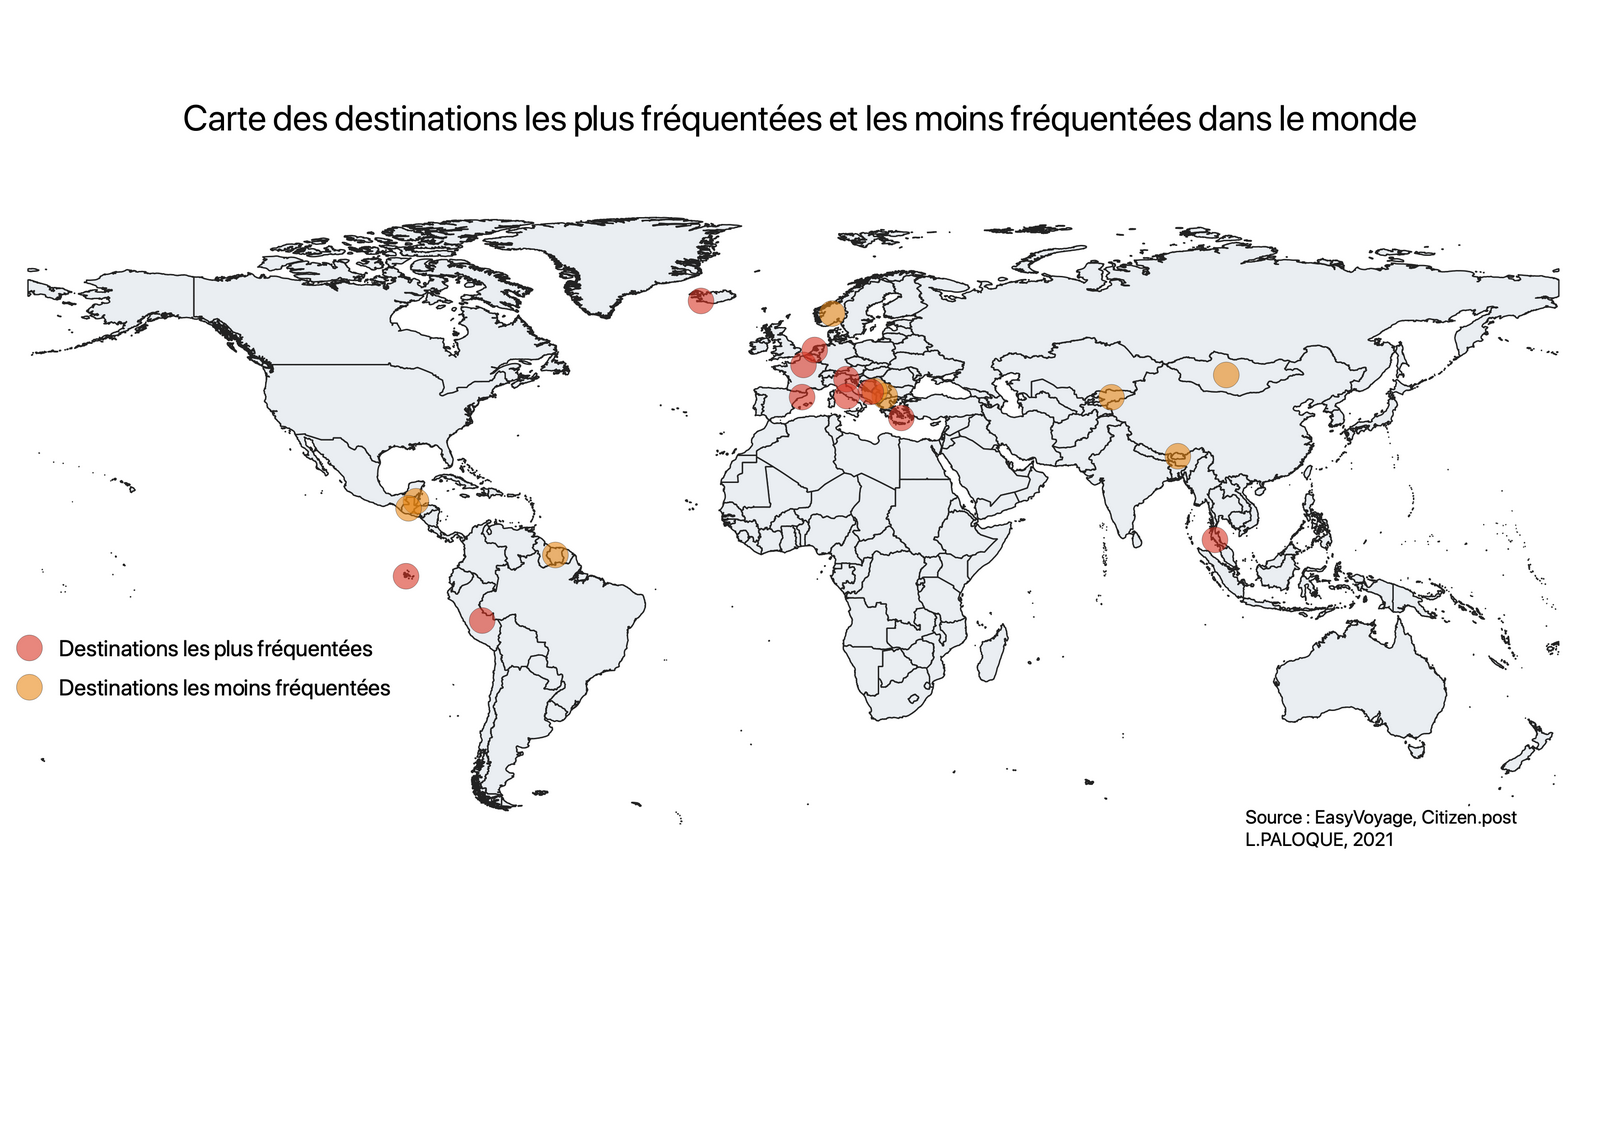 Carte des destinations les plus fréquentées et les moins fréquentées dans le monde
Destinations les plus fréquentées
Destinations les moins fréquentées
Source : EasyVoyage, Citizen.post
L.PALOQUE, 2021